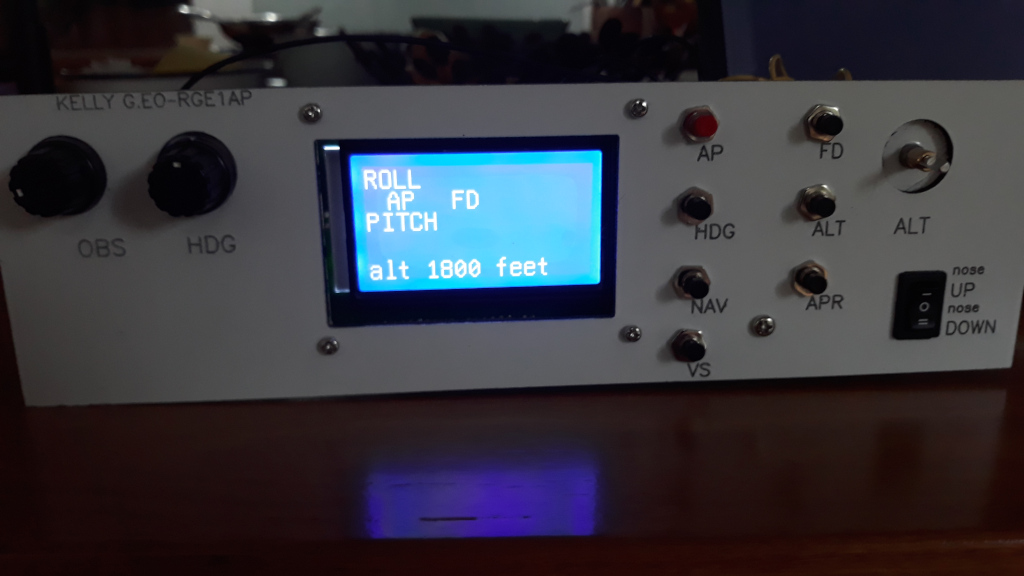 KELLY G.EO-RGE1AP
OBS
HDG
ROLL
AP FD
PITCH
alt 1800 feet
AP
FD
HDG
ALT
NAV
APR
VS
ALT
nose
UP
nose
DOWN